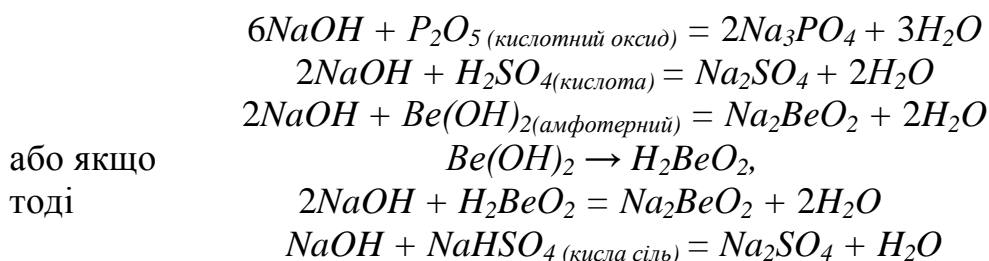 6NaOH + P₂O₅ (кислотний оксид) = 2Na₃PO₄ + 3H₂O
2NaOH + H₂SO₄(кислота) = Na₂SO₄ + 2H₂O
2NaOH + Be(OH)₂(амфотерний) = Na₂BeO₂ + 2H₂O
або якщо Be(OH)₂ → H₂BeO₂,
тоді 2NaOH + H₂BeO₂ = Na₂BeO₂ + 2H₂O
NaOH + NaHSO₄ (кисла сіль) = Na₂SO₄ + H₂O